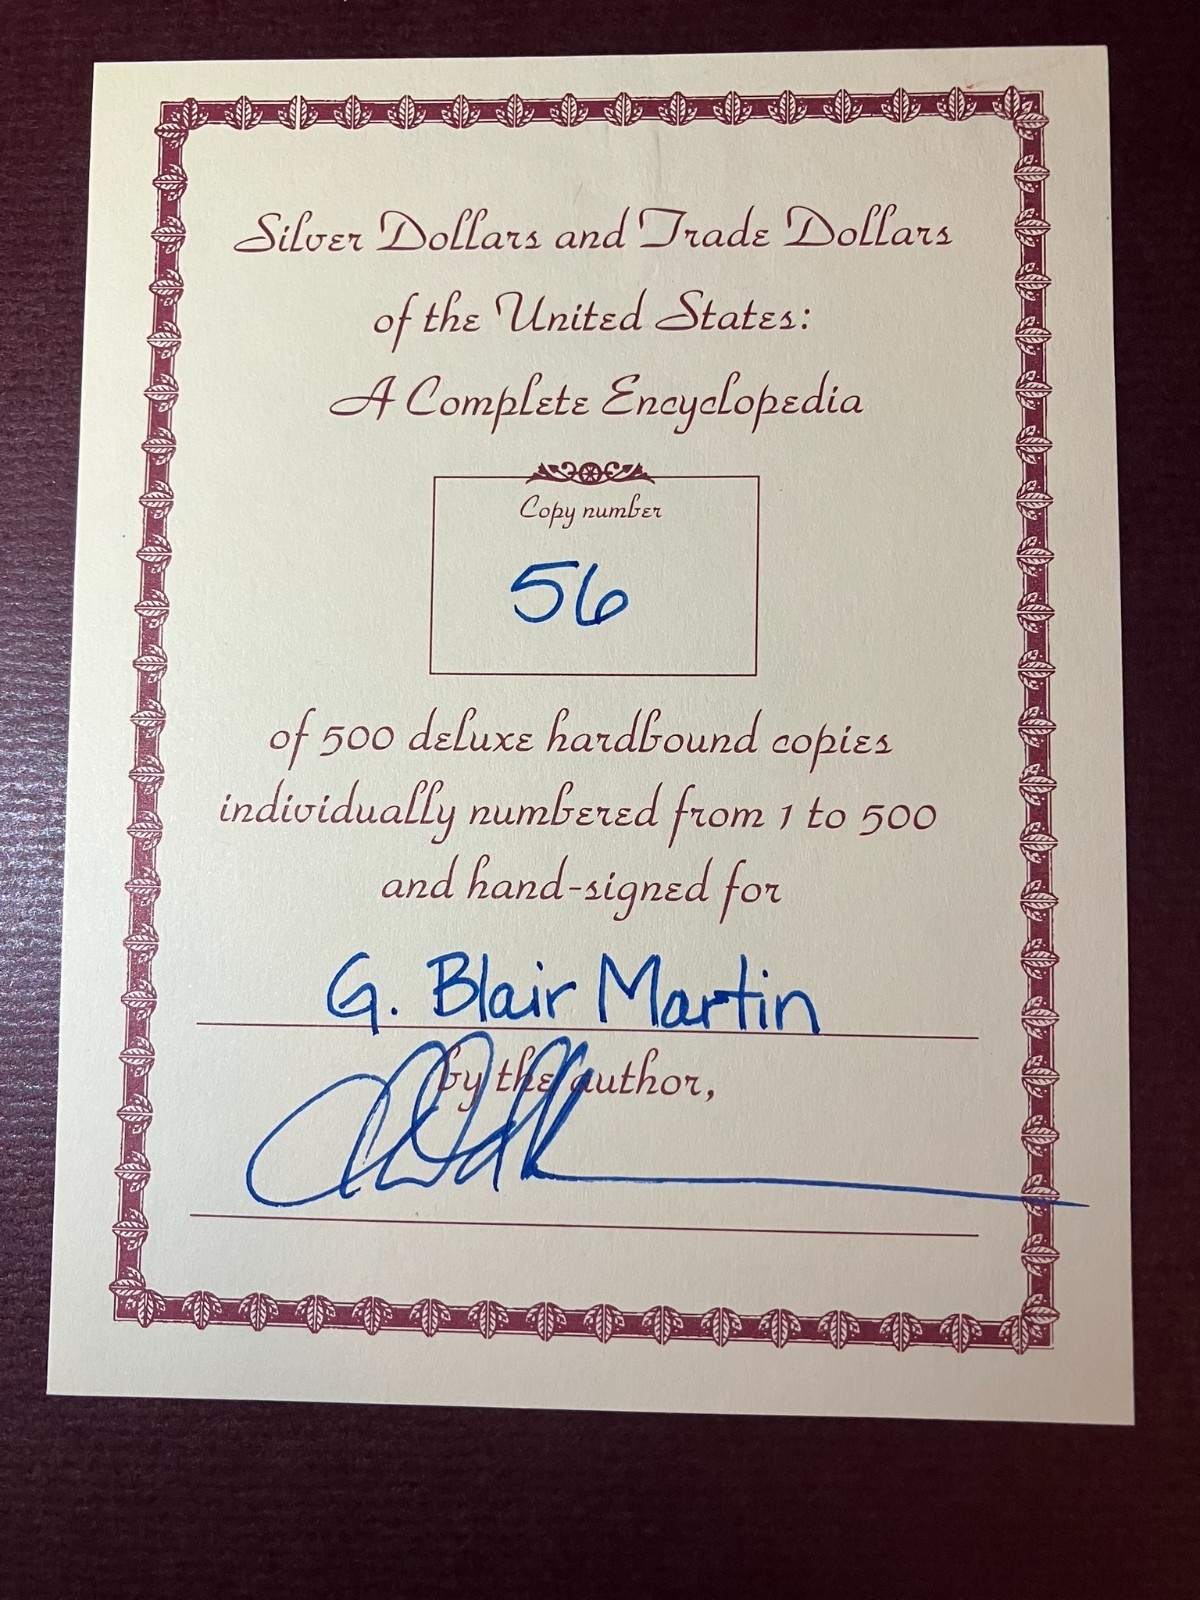 Silver Dollars and Trade Dollars
of the United States:
A Complete Encyclopedia
Copy number
56
of 500 deluxe hardbound copies
individually numbered from 1 to 500
and hand-signed for
G. Blair Martin
by the author,